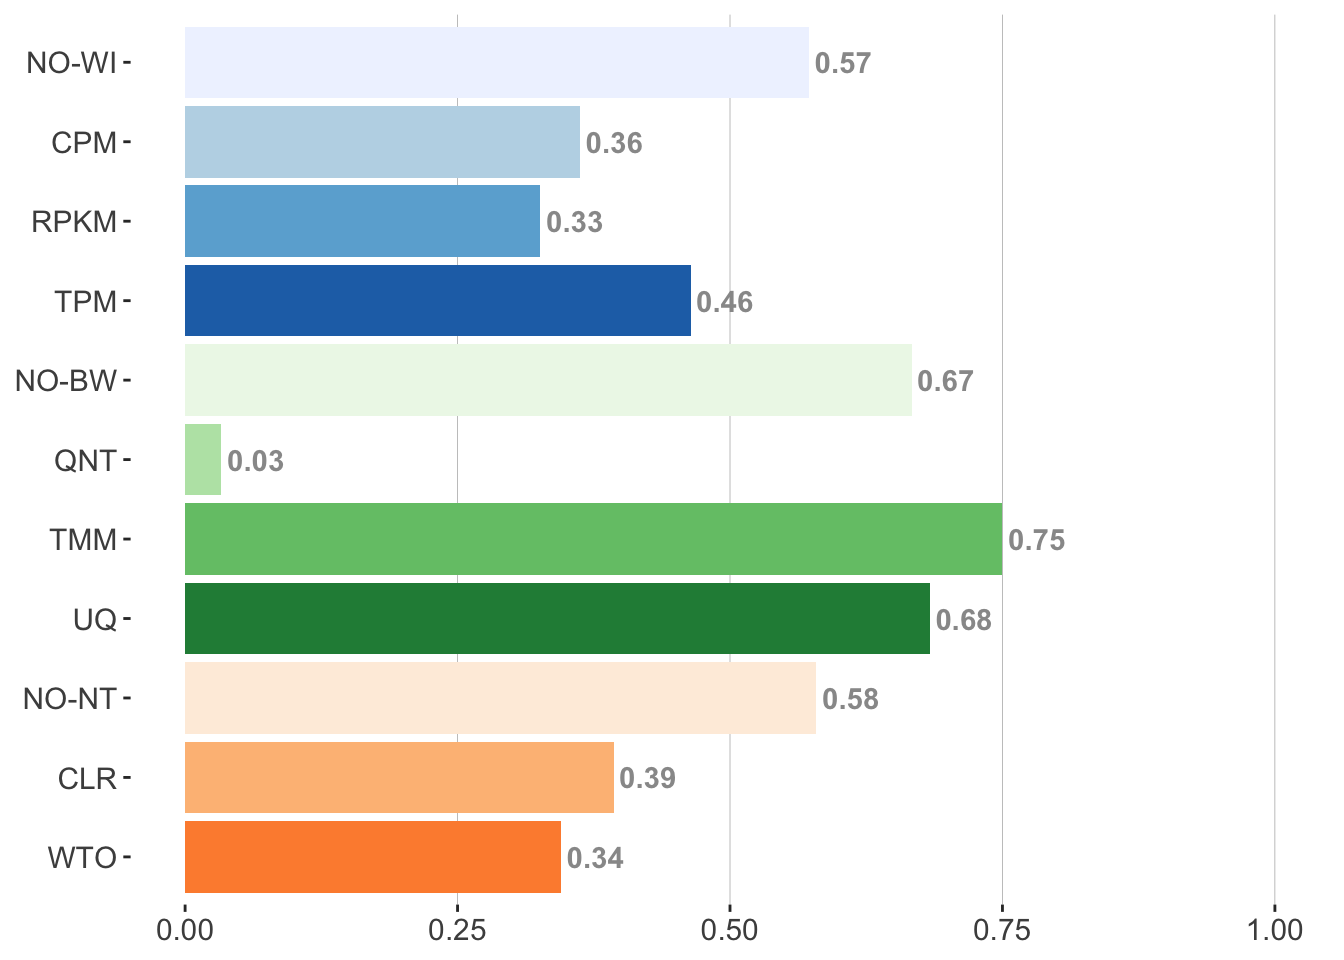 NO-WI 0.57
CPM 0.36
RPKM 0.33
TPM 0.46
NO-BW 0.67
QNT 0.03
TMM 0.75
UQ 0.68
NO-NT 0.58
CLR 0.39
WTO 0.34
0.00 0.25 0.50 0.75 1.00